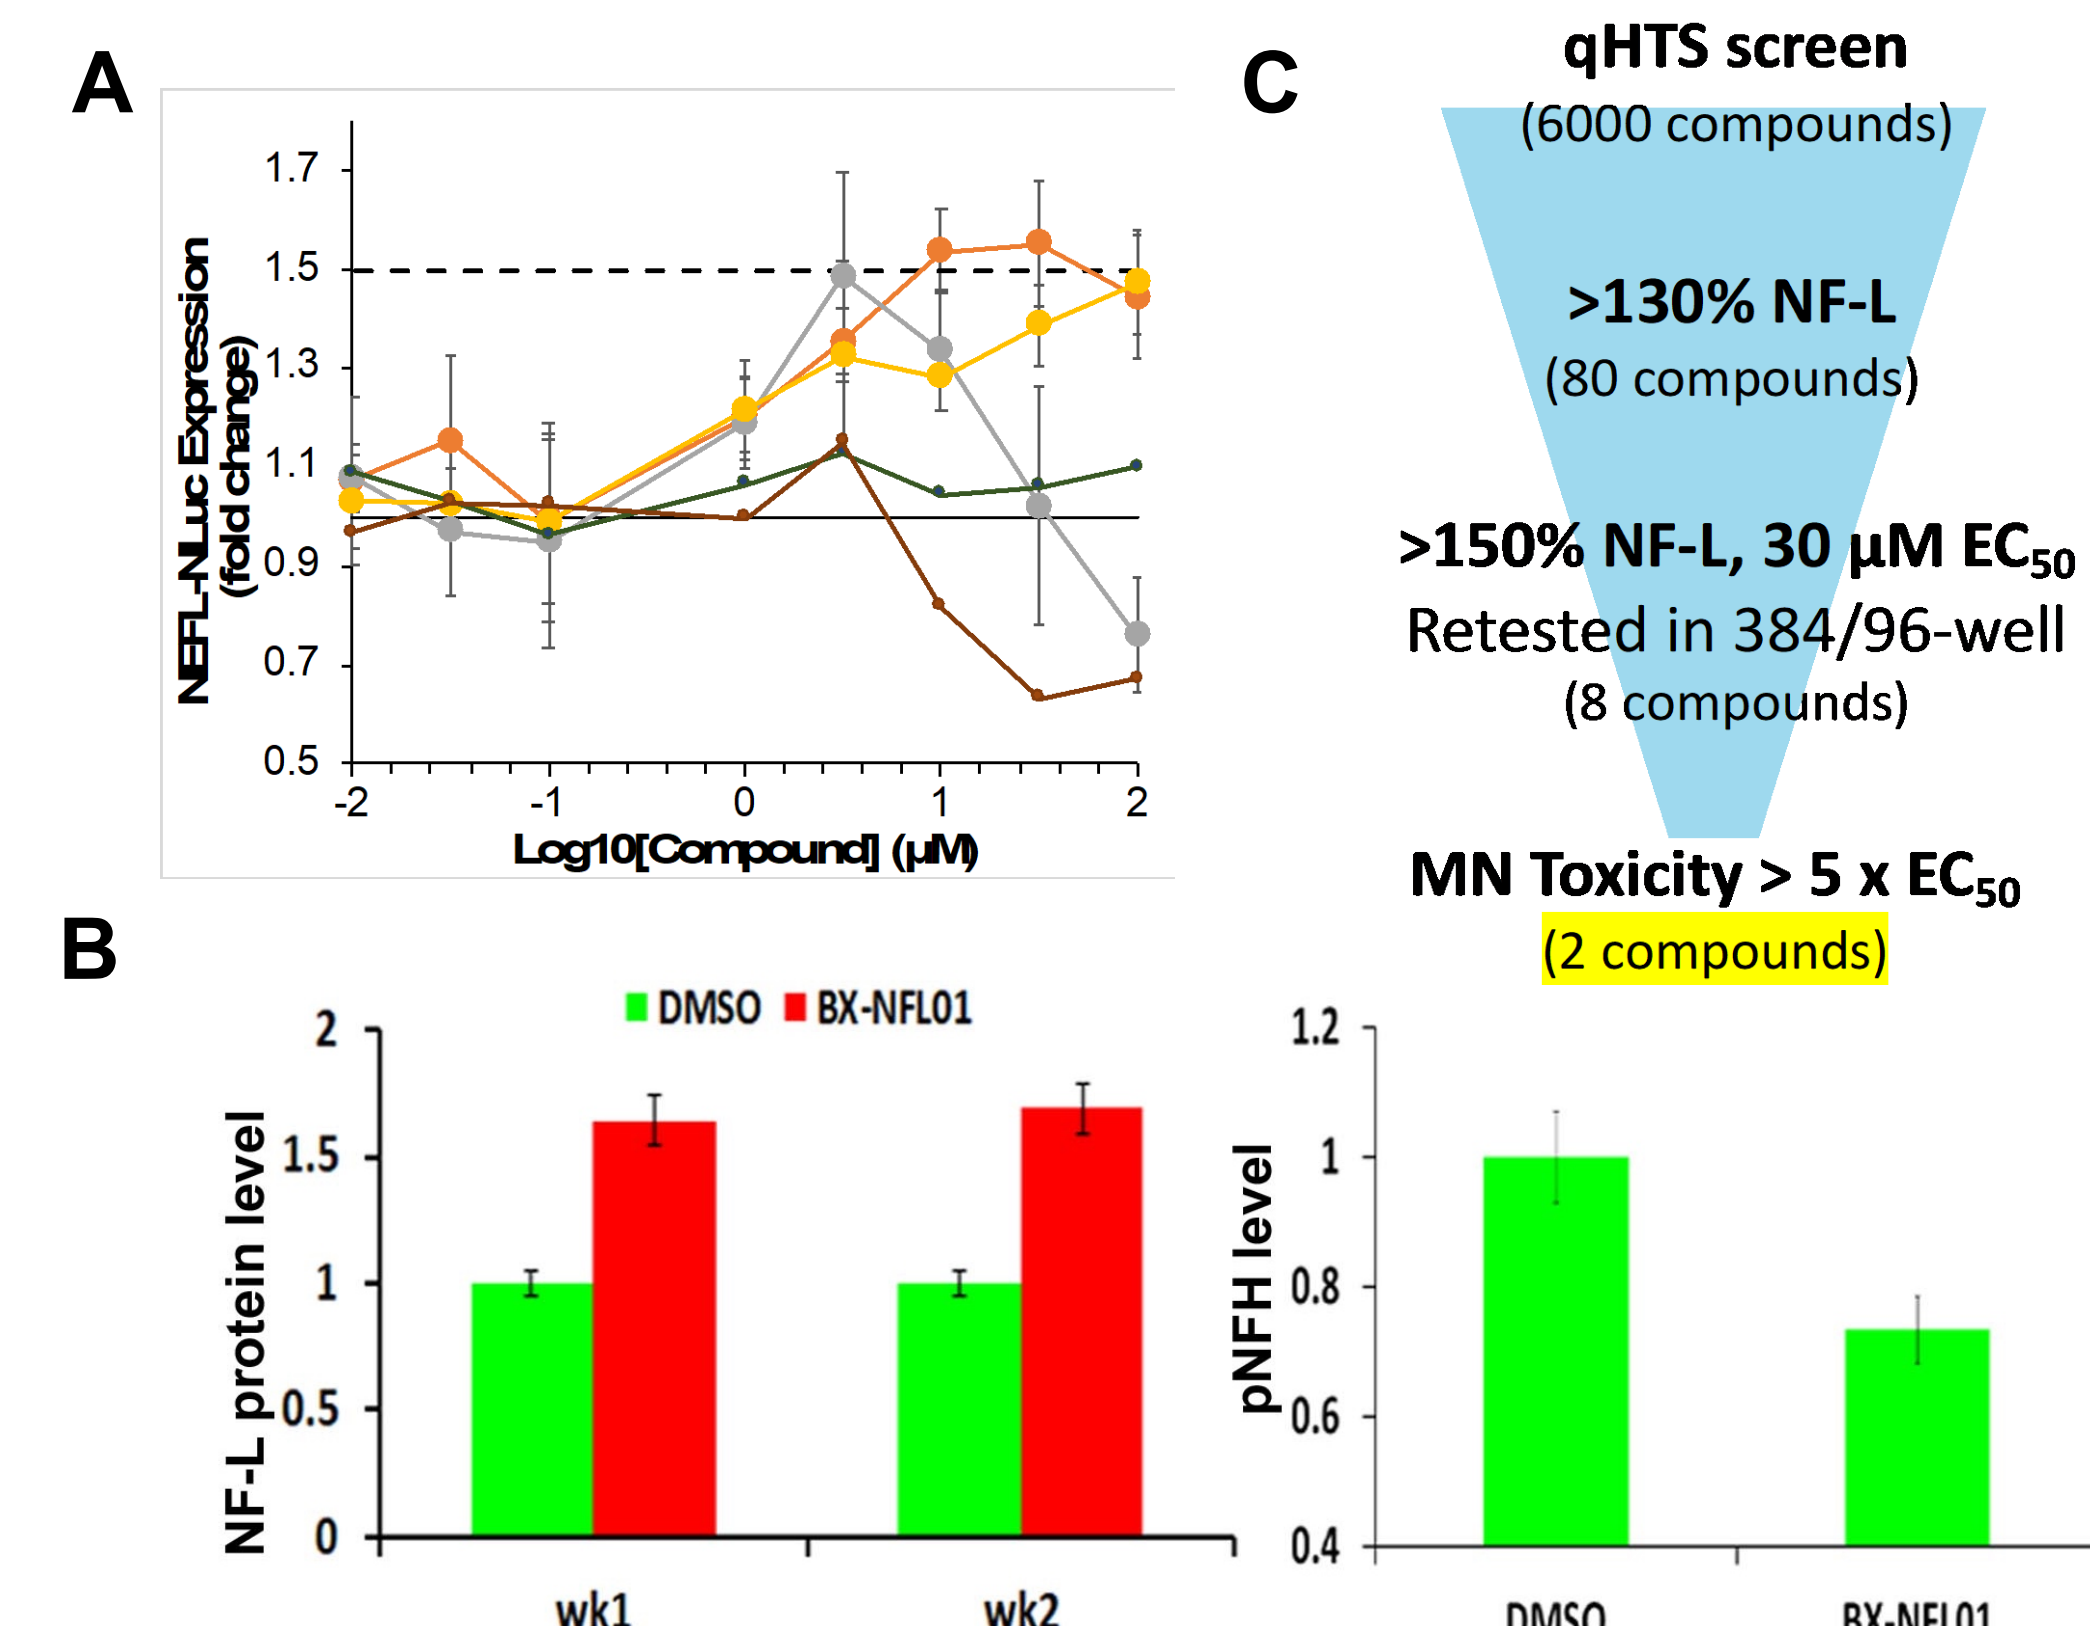 A
1.7
1.5
1.3
1.1
0.9
0.7
0.5
NEFL-NLuc Expression
(fold change)
-2 -1 0 1 2
Log10[Compound] (µM)
C
qHTS screen
(6000 compounds)
>130% NF-L
(80 compounds)
>150% NF-L, 30 µM EC50
Retested in 384/96-well
(8 compounds)
MN Toxicity > 5 x EC50
(2 compounds)
B
DMSO BX-NFL01
2
1.5
1
0.5
0
NF-L protein level
wk1 wk2
1.2
1
0.8
0.6
0.4
pNFH level
DMSO BX-NFL01